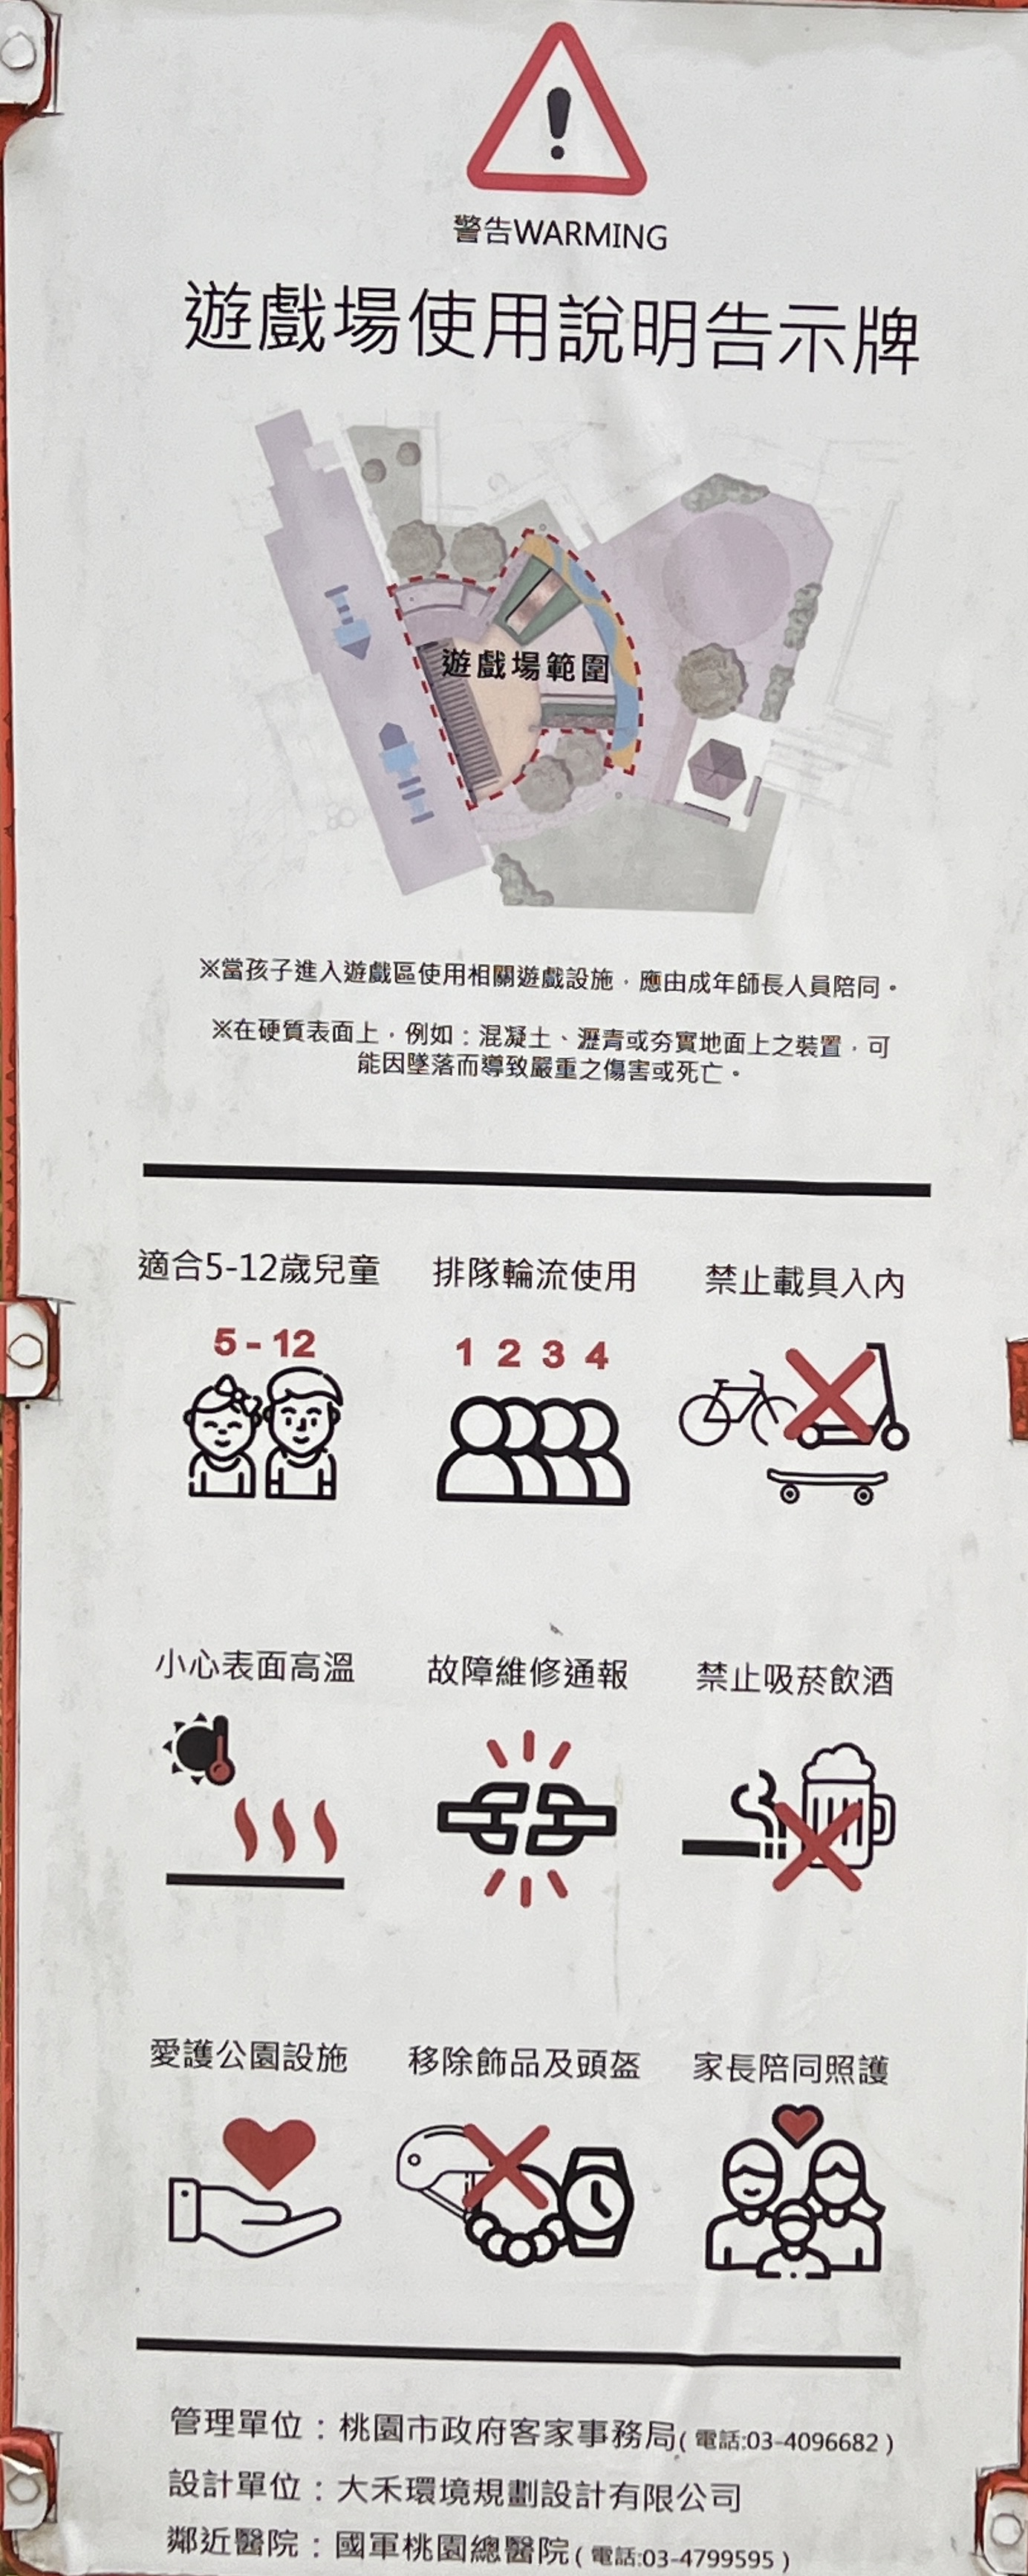 警告WARMING
遊戲場使用說明告示牌
遊戲場範圍
※當孩子進入遊戲區使用相關遊戲設施，應由成年師長人員陪同。
※在硬質表面上，例如：混凝土、瀝青或夯實地面上之裝置，可
能因墜落而導致嚴重之傷害或死亡。
適合5-12歲兒童 排隊輪流使用 禁止載具入內
5-12 1 2 3 4
小心表面高溫 故障維修通報 禁止吸菸飲酒
愛護公園設施 移除飾品及頭盔 家長陪同照護
管理單位：桃園市政府客家事務局(電話:03-4096682)
設計單位：大禾環境規劃設計有限公司
鄰近醫院：國軍桃園總醫院(電話:03-4799595)